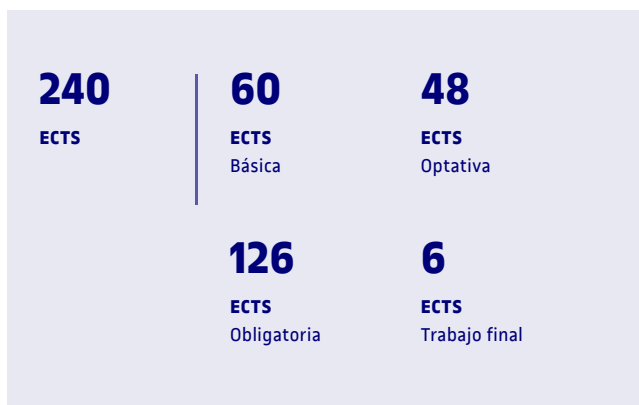 240
ECTS
60
ECTS
Básica
48
ECTS
Optativa
126
ECTS
Obligatoria
6
ECTS
Trabajo final